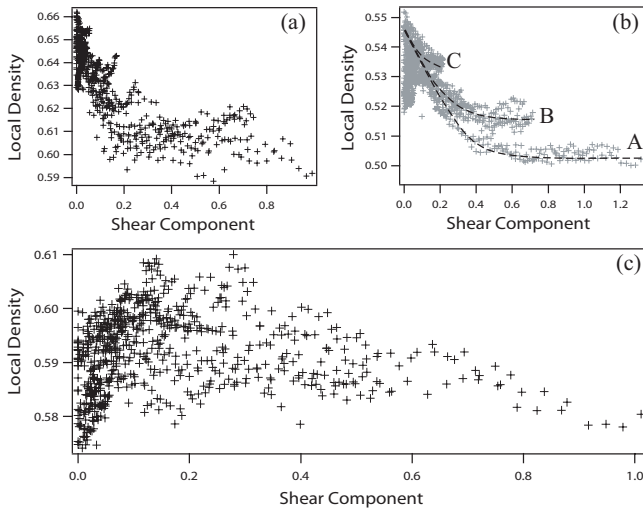 (a)
0.66
0.65
0.64
0.63
0.62
0.61
0.60
0.59
Local Density
0.0 0.2 0.4 0.6 0.8
Shear Component
(b)
0.55
0.54
0.53
0.52
0.51
0.50
Local Density
C
B
A
0.0 0.2 0.4 0.6 0.8 1.0 1.2
Shear Component
(c)
0.61
0.60
0.59
0.58
Local Density
0.0 0.2 0.4 0.6 0.8 1.0
Shear Component